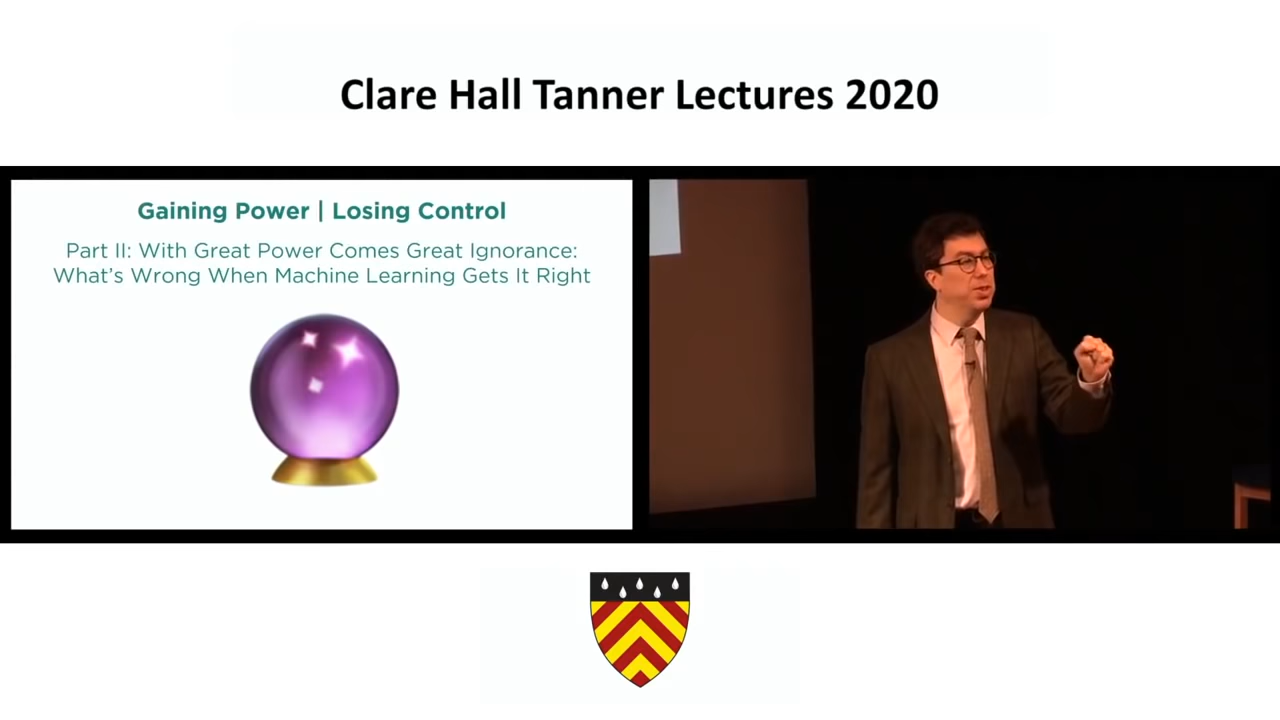 Clare Hall Tanner Lectures 2020
Gaining Power | Losing Control
Part II: With Great Power Comes Great Ignorance:
What's Wrong When Machine Learning Gets It Right